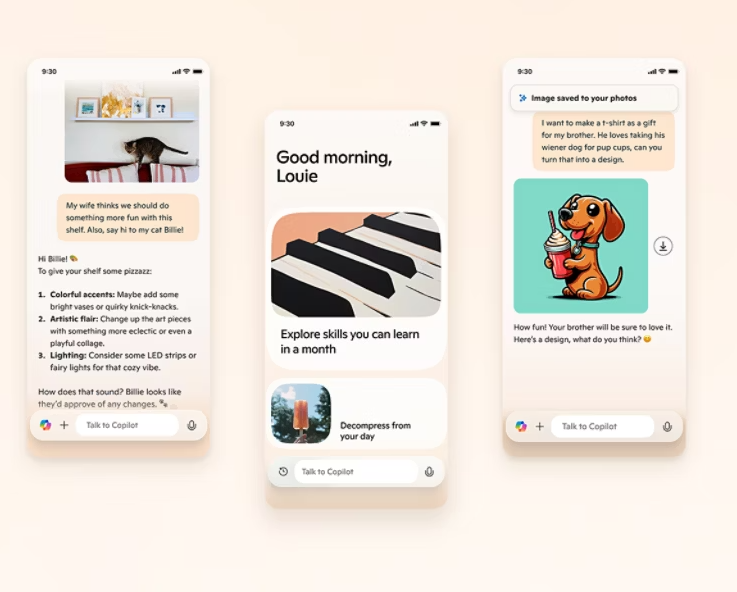 9:30
My wife thinks we should do
something more fun with this
shelf. Also, say hi to my cat Billie!
Hi Billie! 🎨
To give your shelf some pizzazz:
1. Colorful accents: Maybe add some
bright vases or quirky knick-knacks.
2. Artistic flair: Change up the art pieces
with something more eclectic or even a
playful collage.
3. Lighting: Consider some LED strips or
fairy lights for that cozy vibe.
How does that sound? Billie looks like
they'd approve of any changes. 🐾
Talk to Copilot
9:30
Good morning,
Louie
Explore skills you can learn
in a month
Decompress from
your day
Talk to Copilot
9:30
Image saved to your photos
I want to make a t-shirt as a gift
for my brother. He loves taking his
wiener dog for pup cups, can you
turn that into a design.
How fun! Your brother will be sure to love it.
Here's a design, what do you think? 😊
Talk to Copilot